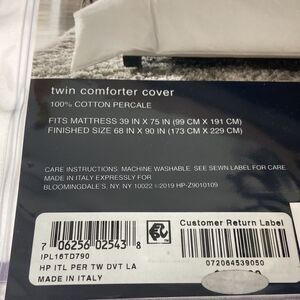 twin comforter cover
100% COTTON PERCALE
FITS MATTRESS 39 IN X 75 IN (99 CM X 191 CM)
FINISHED SIZE 68 IN X 90 IN (173 CM X 229 CM)
CARE INSTRUCTIONS: MACHINE WASHABLE. SEE SEWN LABEL FOR CARE.
MADE IN ITALY EXPRESSLY FOR
BLOOMINGDALE'S, NY, NY 10022 ©2019 HP-Z9010109
Customer Return Label
7 06256 02543 8
072064539050
IPL16TD790
HP ITL PER TW DVT LA
MADE IN ITALY